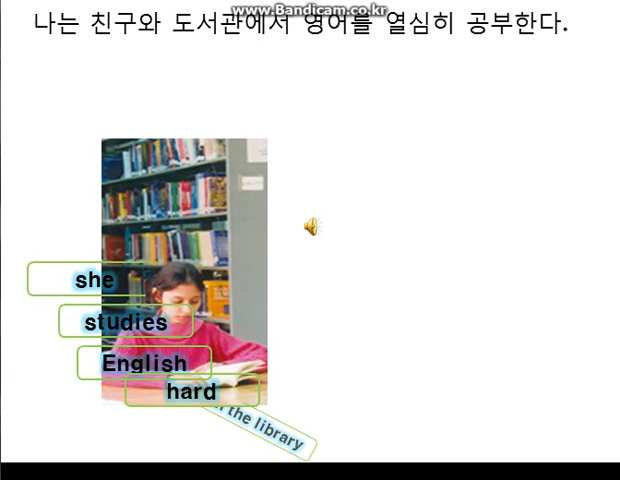 www.Bandicam.co.kr
나는 친구와 도서관에서 영어를 열심히 공부한다.
she
studies
English
hard
the library